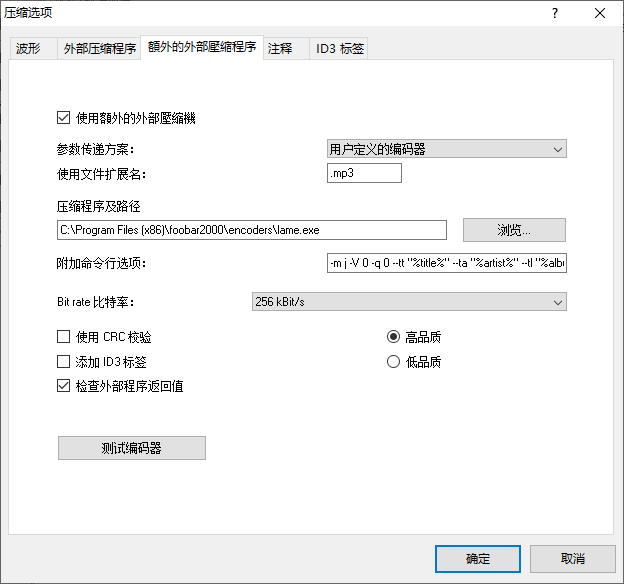 压缩选项
波形 外部压缩程序 額外的外部壓缩程序 注释 ID3 标签
使用額外的外部壓缩機
参数传递方案： 用户定义的编码器
使用文件扩展名： .mp3
压缩程序及路径
C:\Program Files (x86)\foobar2000\encoders\lame.exe 浏览...
附加命令行选项： -m j -V 0 -q 0 --tt "%title%" --ta "%artist%" --tl "%albu
Bit rate 比特率： 256 kBit/s
使用 CRC 校验 高品质
添加 ID3 标签 低品质
检查外部程序返回值
测试编码器
确定 取消